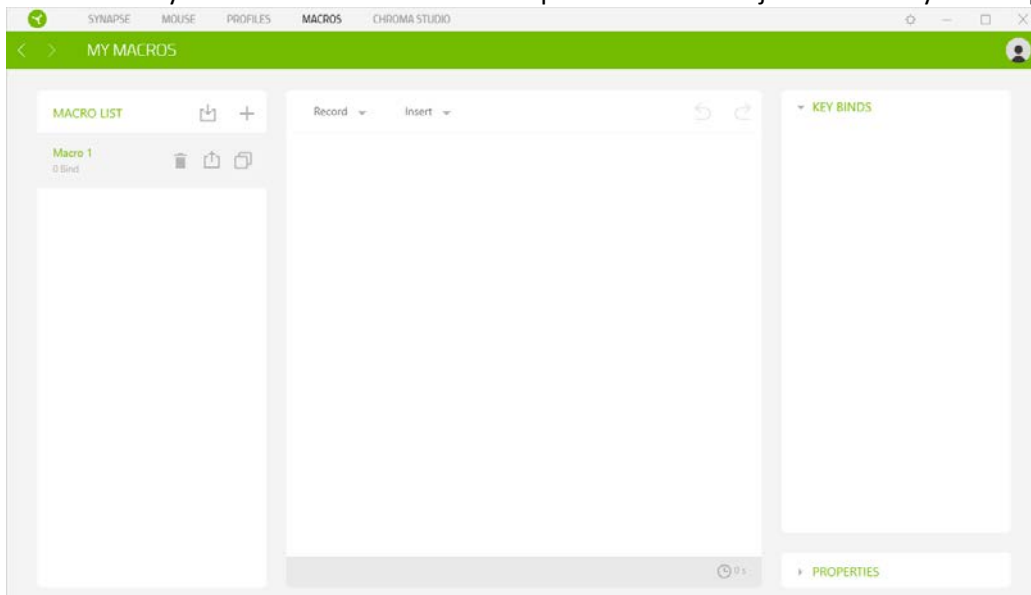 SYNAPSE MOUSE PROFILES MACROS CHROMA STUDIO
MY MACROS
MACRO LIST
Macro 1
0 Bind
Record Insert
KEY BINDS
0 s
PROPERTIES